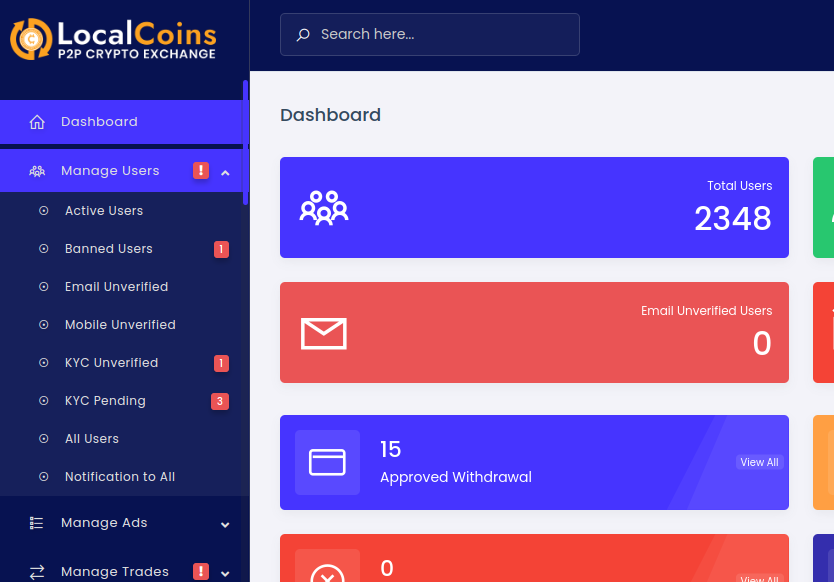 LocalCoins
P2P CRYPTO EXCHANGE
Search here...
Dashboard
Manage Users !
Active Users
Banned Users 1
Email Unverified
Mobile Unverified
KYC Unverified 1
KYC Pending 3
All Users
Notification to All
Manage Ads
Manage Trades !
Dashboard
Total Users
2348
Email Unverified Users
0
15
Approved Withdrawal
View All
0
View All